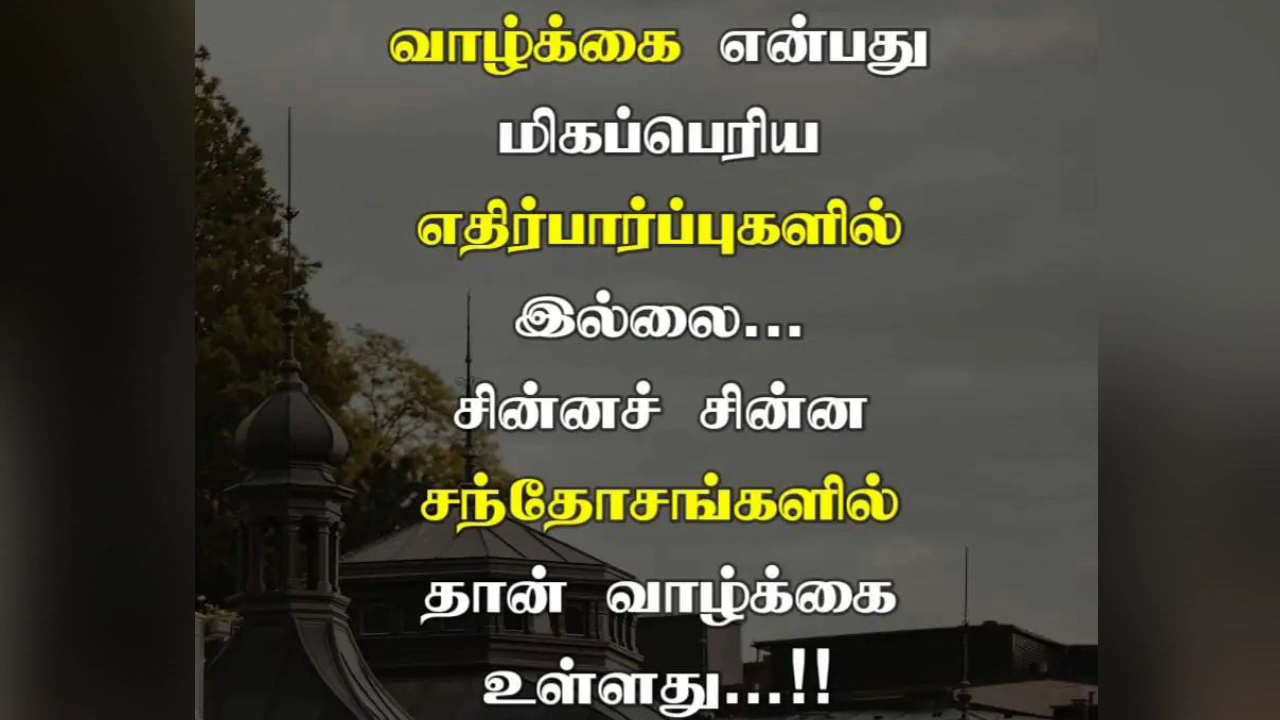 வாழ்க்கை என்பது
மிகப்பெரிய
எதிர்பார்ப்புகளில்
இல்லை...
சின்னச் சின்ன
சந்தோசங்களில்
தான் வாழ்க்கை
உள்ளது...!!